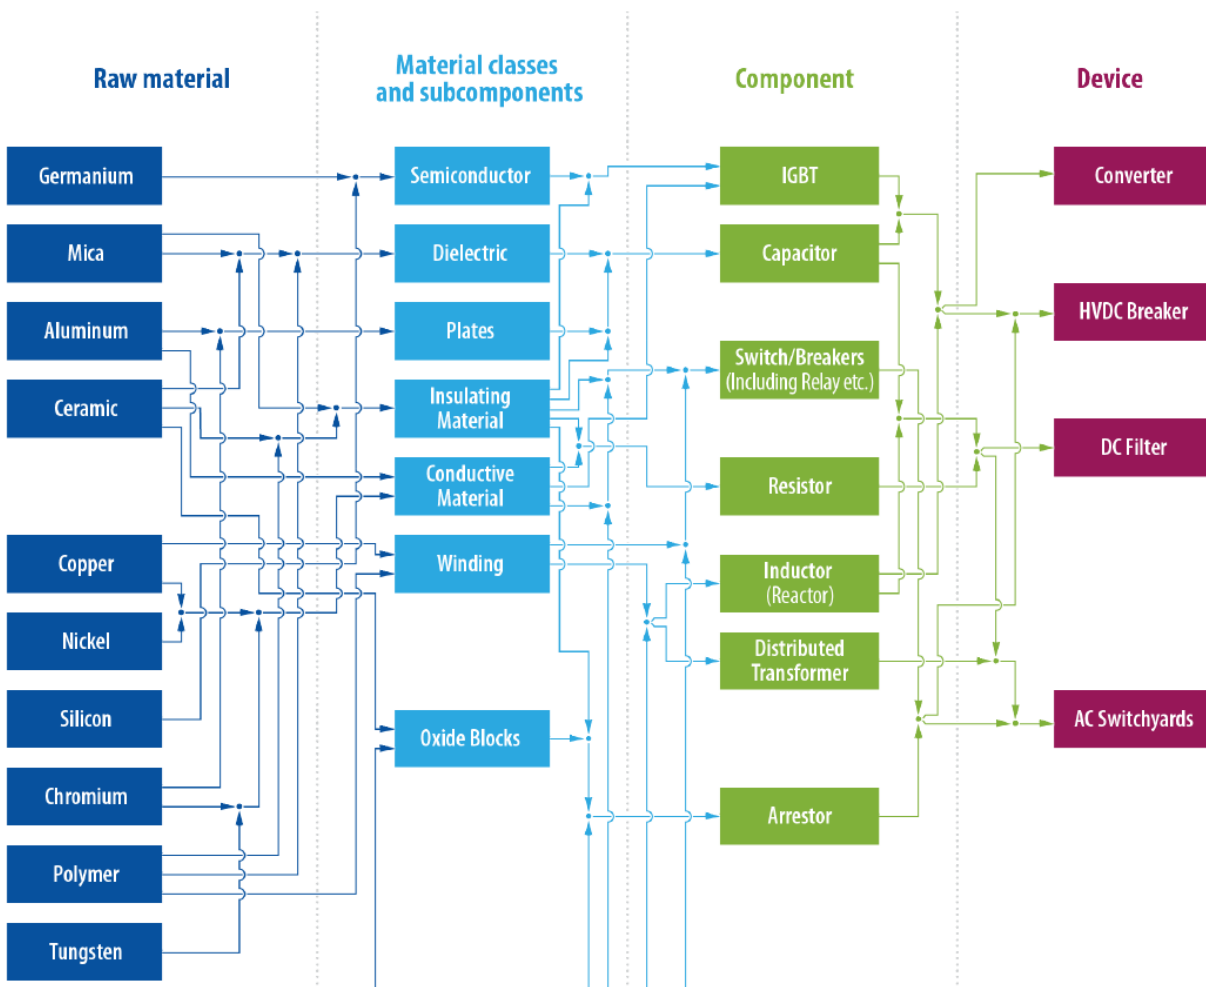 Raw material
Material classes
and subcomponents
Component
Device
Germanium
Mica
Aluminum
Ceramic
Copper
Nickel
Silicon
Chromium
Polymer
Tungsten
Semiconductor
Dielectric
Plates
Insulating
Material
Conductive
Material
Winding
Oxide Blocks
IGBT
Capacitor
Switch/Breakers
(Including Relay etc.)
Resistor
Inductor
(Reactor)
Distributed
Transformer
Arrestor
Converter
HVDC Breaker
DC Filter
AC Switchyards